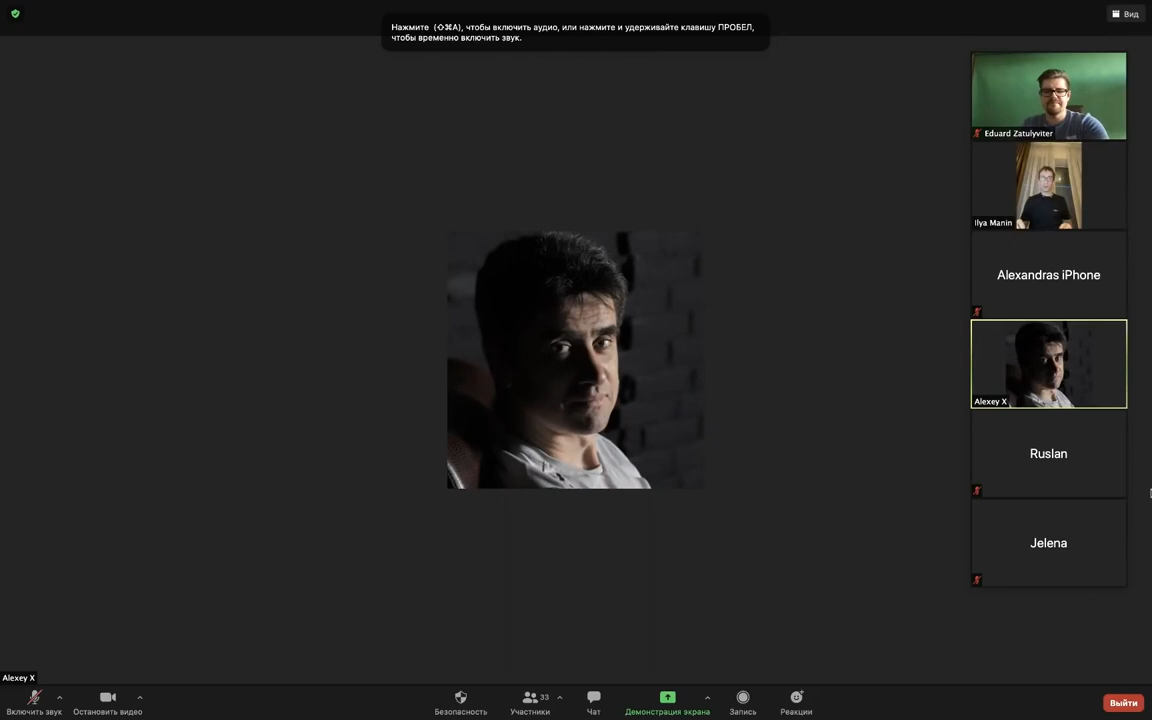 Вид
Нажмите (⇧⌘A), чтобы включить аудио, или нажмите и удерживайте клавишу ПРОБЕЛ,
чтобы временно включить звук.
Eduard Zatulyviter
Ilya Manin
Alexandras iPhone
Alexey X
Ruslan
Jelena
Alexey X
33
Включить звук
Остановить видео
Безопасность
Участники
Чат
Демонстрация экрана
Запись
Реакции
Выйти